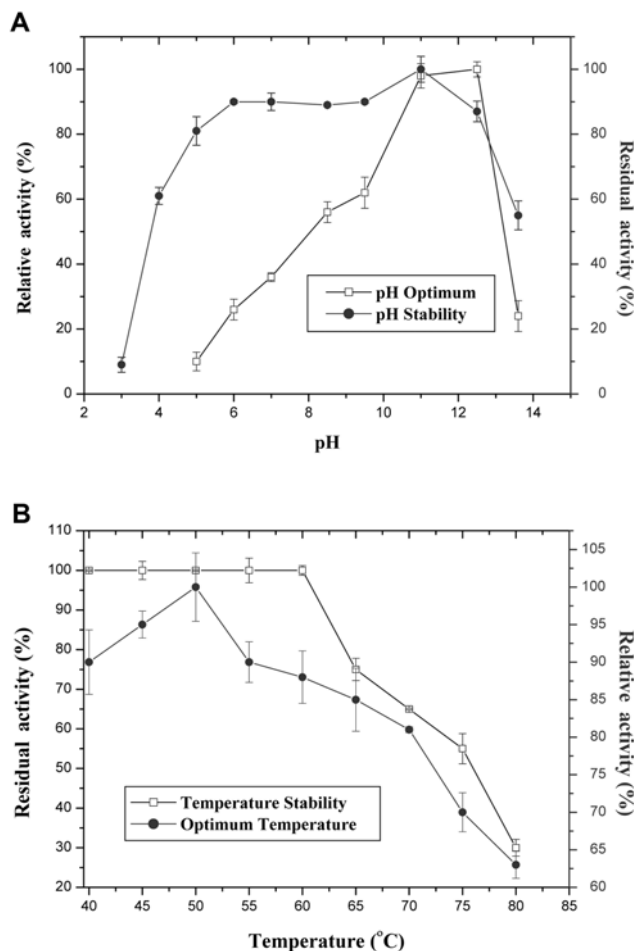 A
Relative activity (%)
100
80
60
40
20
0
Residual activity (%)
100
80
60
40
20
0
pH Optimum
pH Stability
2 4 6 8 10 12 14
pH
B
Residual activity (%)
110
100
90
80
70
60
50
40
30
20
Relative activity (%)
105
100
95
90
85
80
75
70
65
60
Temperature Stability
Optimum Temperature
40 45 50 55 60 65 70 75 80 85
Temperature (°C)